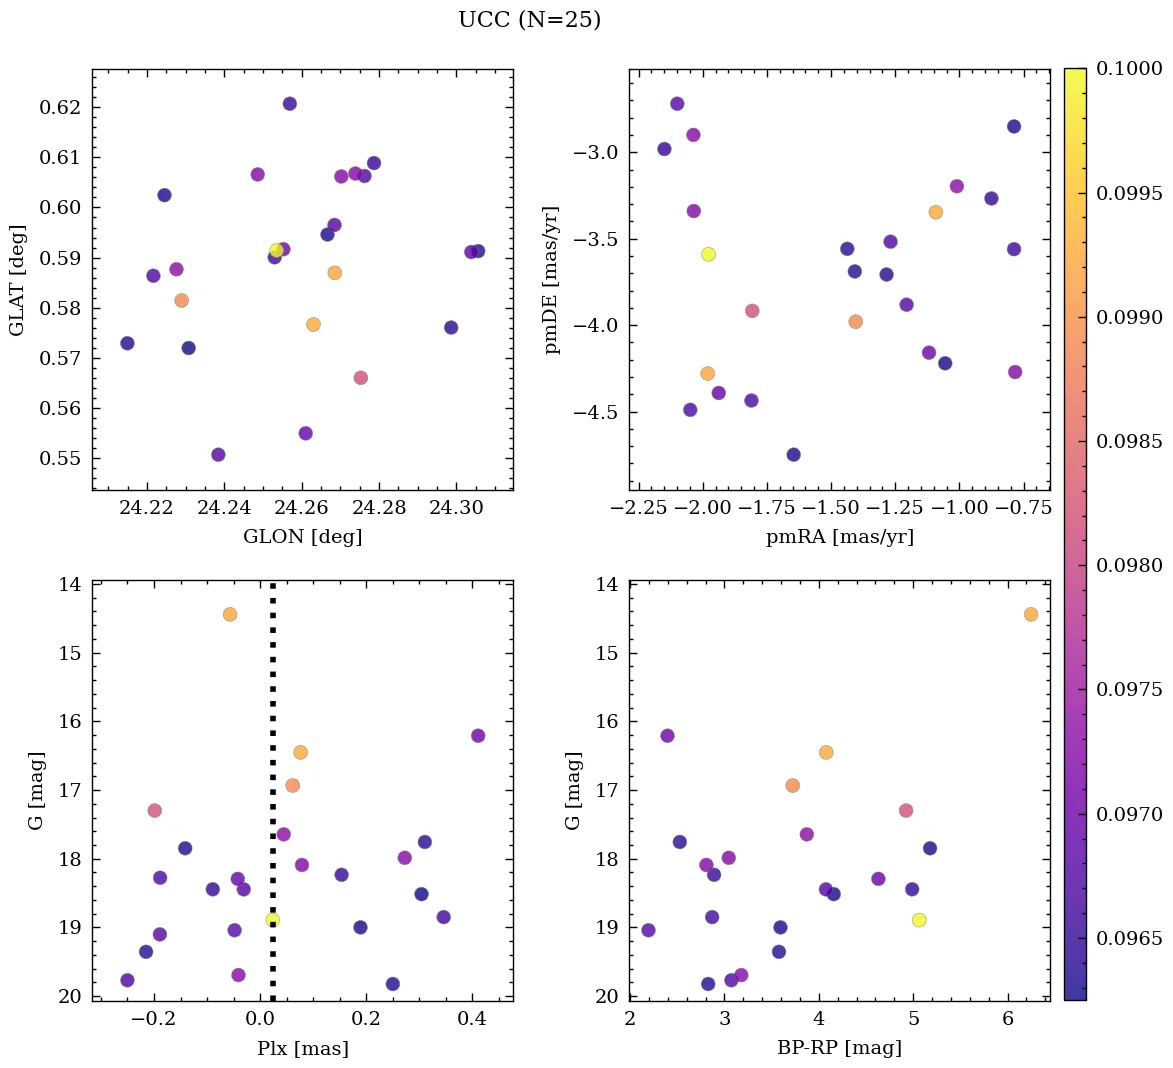 UCC (N=25)
0.62
0.61
0.60
0.59
0.58
0.57
0.56
0.55
GLAT [deg]
24.22 24.24 24.26 24.28 24.30
GLON [deg]
−3.0
−3.5
−4.0
−4.5
pmDE [mas/yr]
−2.25 −2.00 −1.75 −1.50 −1.25 −1.00 −0.75
pmRA [mas/yr]
0.1000
0.0995
0.0990
0.0985
0.0980
0.0975
0.0970
0.0965
14
15
16
17
18
19
20
G [mag]
−0.2 0.0 0.2 0.4
Plx [mas]
14
15
16
17
18
19
20
G [mag]
2 3 4 5 6
BP-RP [mag]